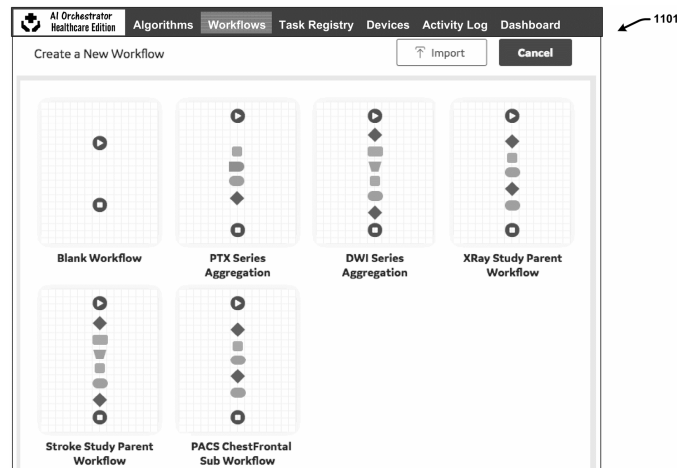 AI Orchestrator
Healthcare Edition
Algorithms Workflows Task Registry Devices Activity Log Dashboard
1101
Create a New Workflow
Import
Cancel
Blank Workflow
PTX Series
Aggregation
DWI Series
Aggregation
XRay Study Parent
Workflow
Stroke Study Parent
Workflow
PACS ChestFrontal
Sub Workflow